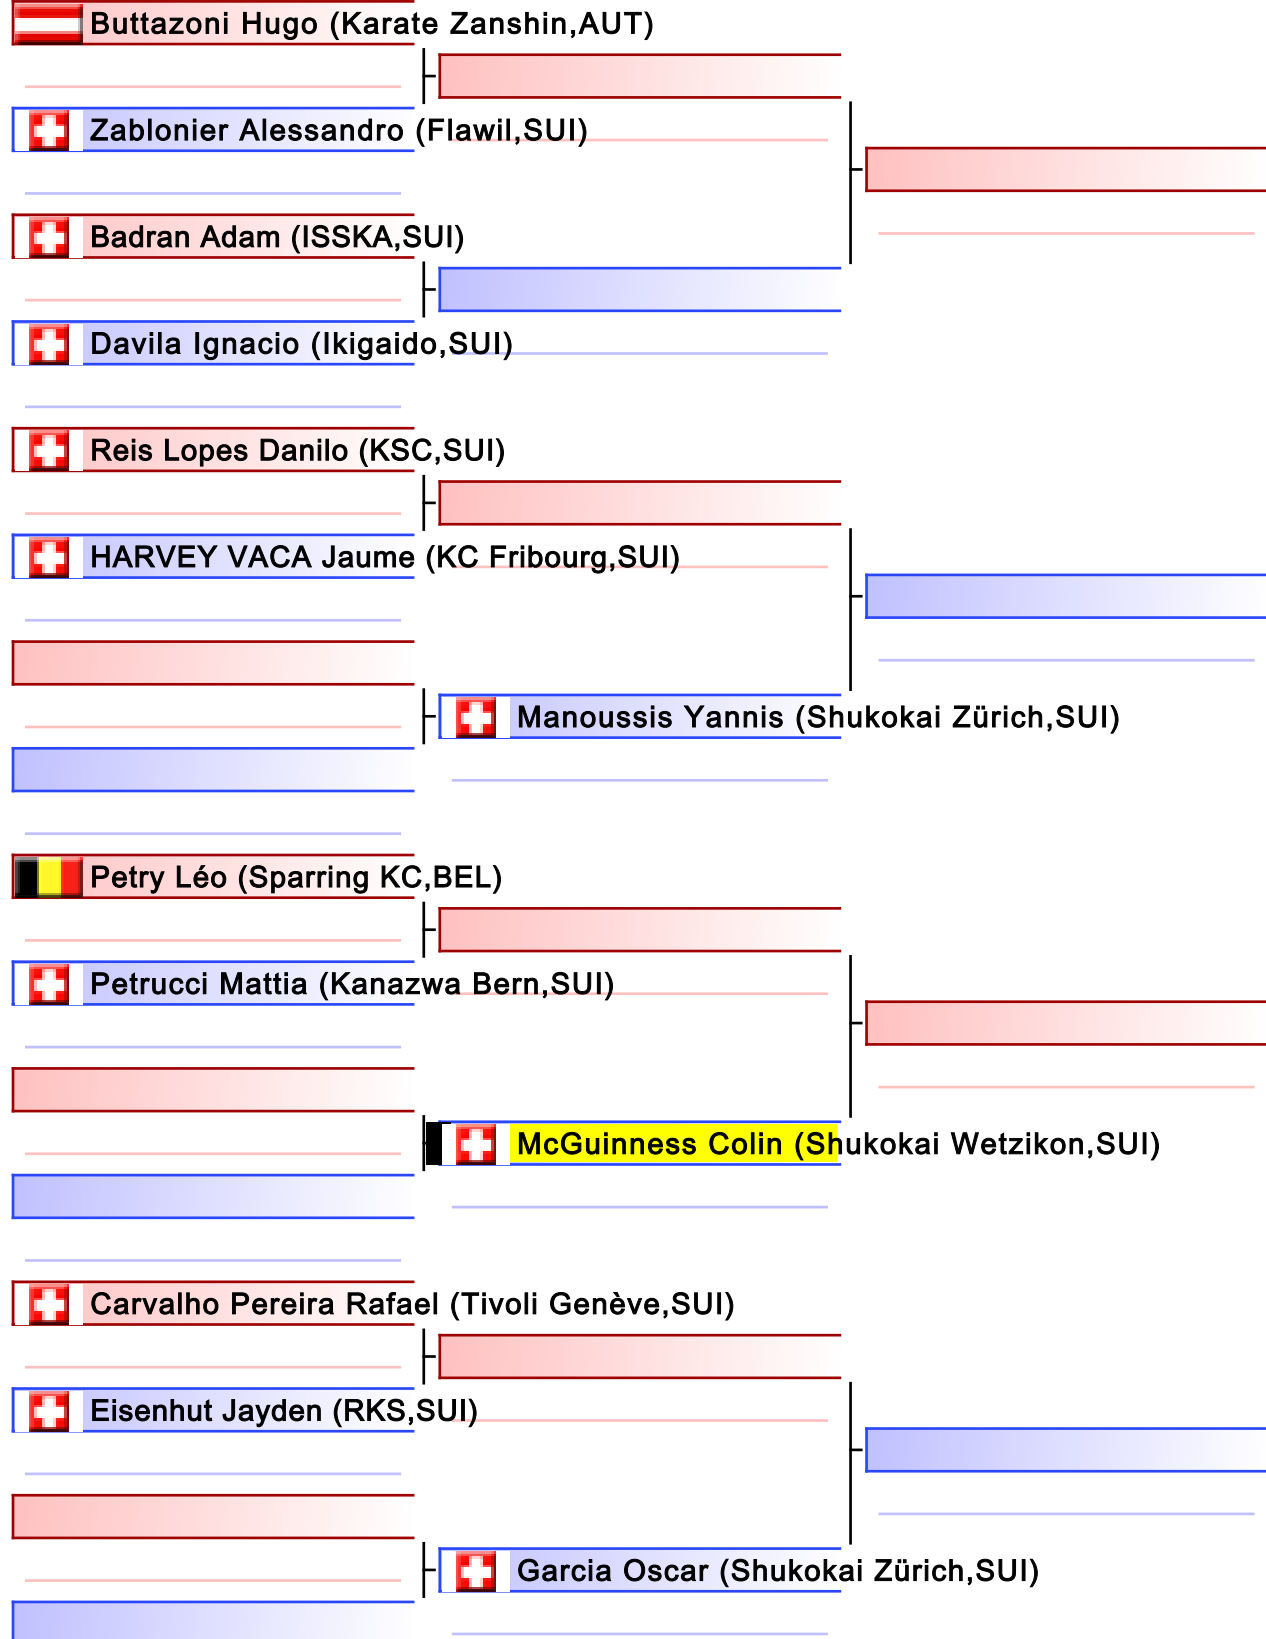 Buttazoni Hugo (Karate Zanshin,AUT)
Zablonier Alessandro (Flawil,SUI)
Badran Adam (ISSKA,SUI)
Davila Ignacio (Ikigaido,SUI)
Reis Lopes Danilo (KSC,SUI)
HARVEY VACA Jaume (KC Fribourg,SUI)
Manoussis Yannis (Shukokai Zürich,SUI)
Petry Léo (Sparring KC,BEL)
Petrucci Mattia (Kanazwa Bern,SUI)
McGuinness Colin (Shukokai Wetzikon,SUI)
Carvalho Pereira Rafael (Tivoli Genève,SUI)
Eisenhut Jayden (RKS,SUI)
Garcia Oscar (Shukokai Zürich,SUI)